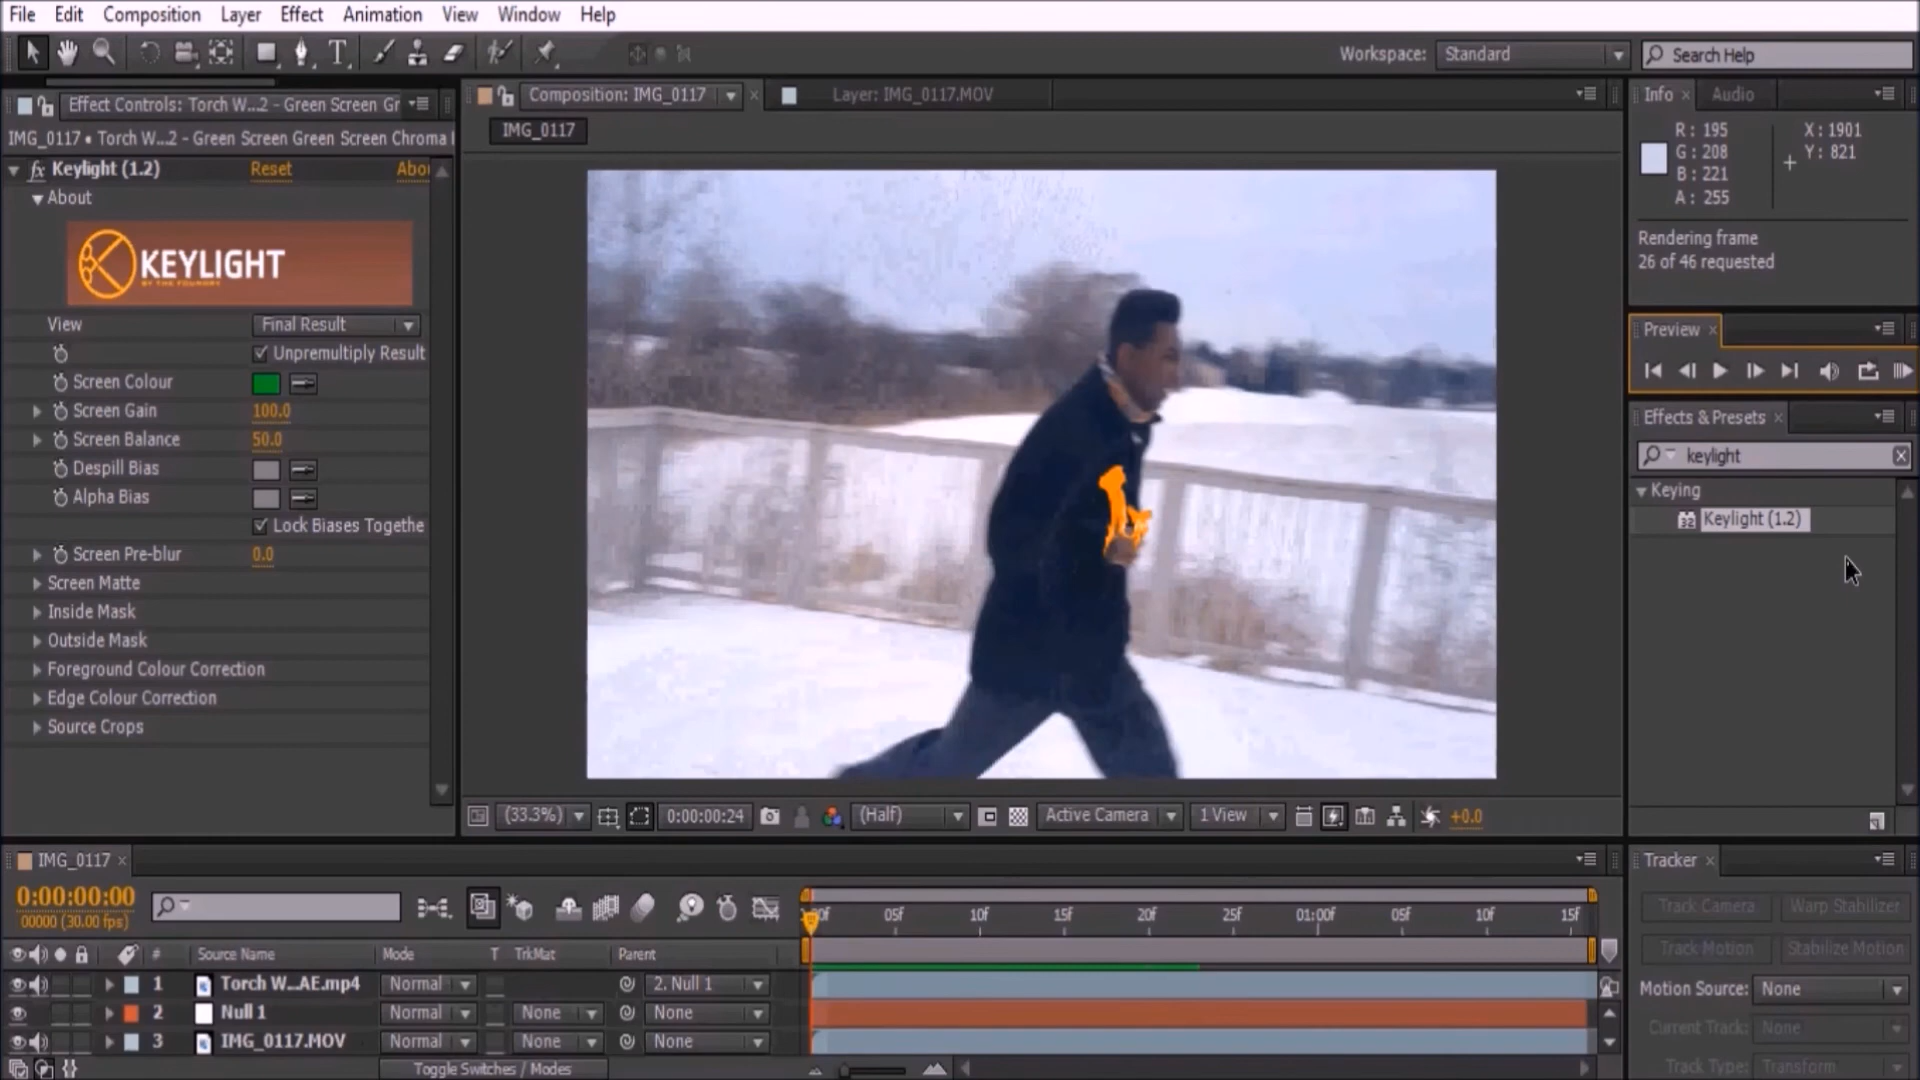 File Edit Composition Layer Effect Animation View Window Help
Workspace: Standard Search Help
Effect Controls: Torch W...2 - Green Screen Gr
Composition: IMG_0117
Layer: IMG_0117.MOV
Info Audio
IMG_0117 • Torch W...2 - Green Screen Green Screen Chroma
IMG_0117
R: 195
G: 208
B: 221
A: 255
X: 1901
Y: 821
Rendering frame
26 of 46 requested
Keylight (1.2) Reset Abou
About
KEYLIGHT
BY THE FOUNDRY
View Final Result
Unpremultiply Result
Screen Colour
Screen Gain 100.0
Screen Balance 50.0
Despill Bias
Alpha Bias
Lock Biases Togethe
Screen Pre-blur 0.0
Screen Matte
Inside Mask
Outside Mask
Foreground Colour Correction
Edge Colour Correction
Source Crops
Preview
Effects & Presets
keylight
Keying
32 Keylight (1.2)
(33.3%) 0:00:00:24 (Half) Active Camera 1 View +0.0
IMG_0117
0:00:00:00
00000 (30.00 fps)
05f 10f 15f 20f 25f 01:00f 05f 10f 15f
# Source Name Mode T TrkMat Parent
1 Torch W...AE.mp4 Normal 2. Null 1
2 Null 1 Normal None None
3 IMG_0117.MOV Normal None None
Toggle Switches / Modes
Tracker
Track Camera Warp Stabilizer
Track Motion Stabilize Motion
Motion Source: None
Current Track: None
Track Type: Transform